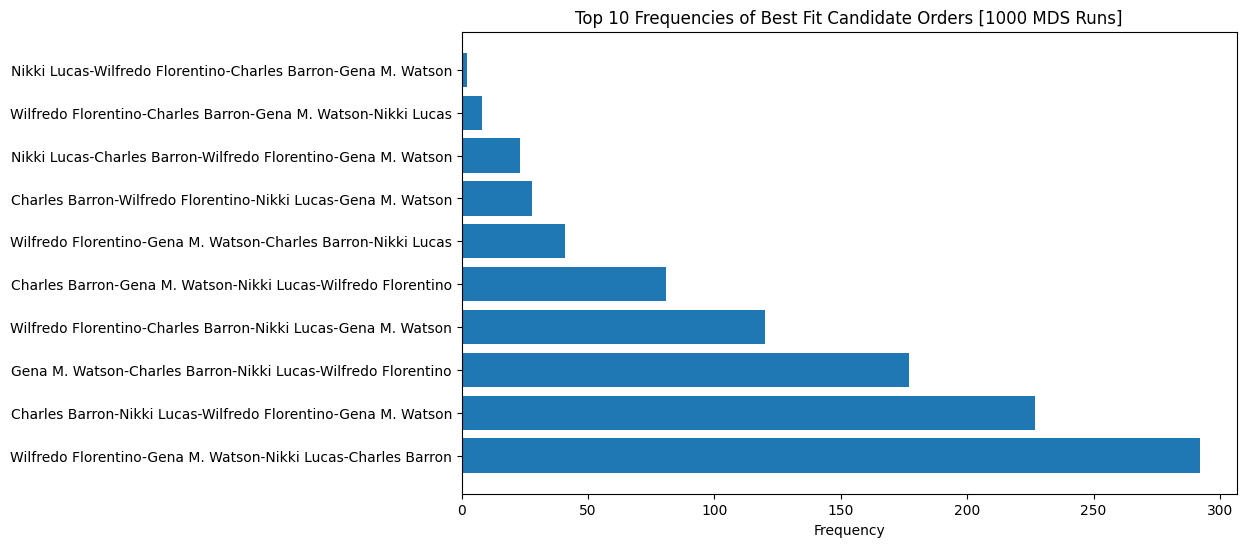 Top 10 Frequencies of Best Fit Candidate Orders [1000 MDS Runs]
Nikki Lucas-Wilfredo Florentino-Charles Barron-Gena M. Watson
Wilfredo Florentino-Charles Barron-Gena M. Watson-Nikki Lucas
Nikki Lucas-Charles Barron-Wilfredo Florentino-Gena M. Watson
Charles Barron-Wilfredo Florentino-Nikki Lucas-Gena M. Watson
Wilfredo Florentino-Gena M. Watson-Charles Barron-Nikki Lucas
Charles Barron-Gena M. Watson-Nikki Lucas-Wilfredo Florentino
Wilfredo Florentino-Charles Barron-Nikki Lucas-Gena M. Watson
Gena M. Watson-Charles Barron-Nikki Lucas-Wilfredo Florentino
Charles Barron-Nikki Lucas-Wilfredo Florentino-Gena M. Watson
Wilfredo Florentino-Gena M. Watson-Nikki Lucas-Charles Barron
0 50 100 150 200 250 300
Frequency